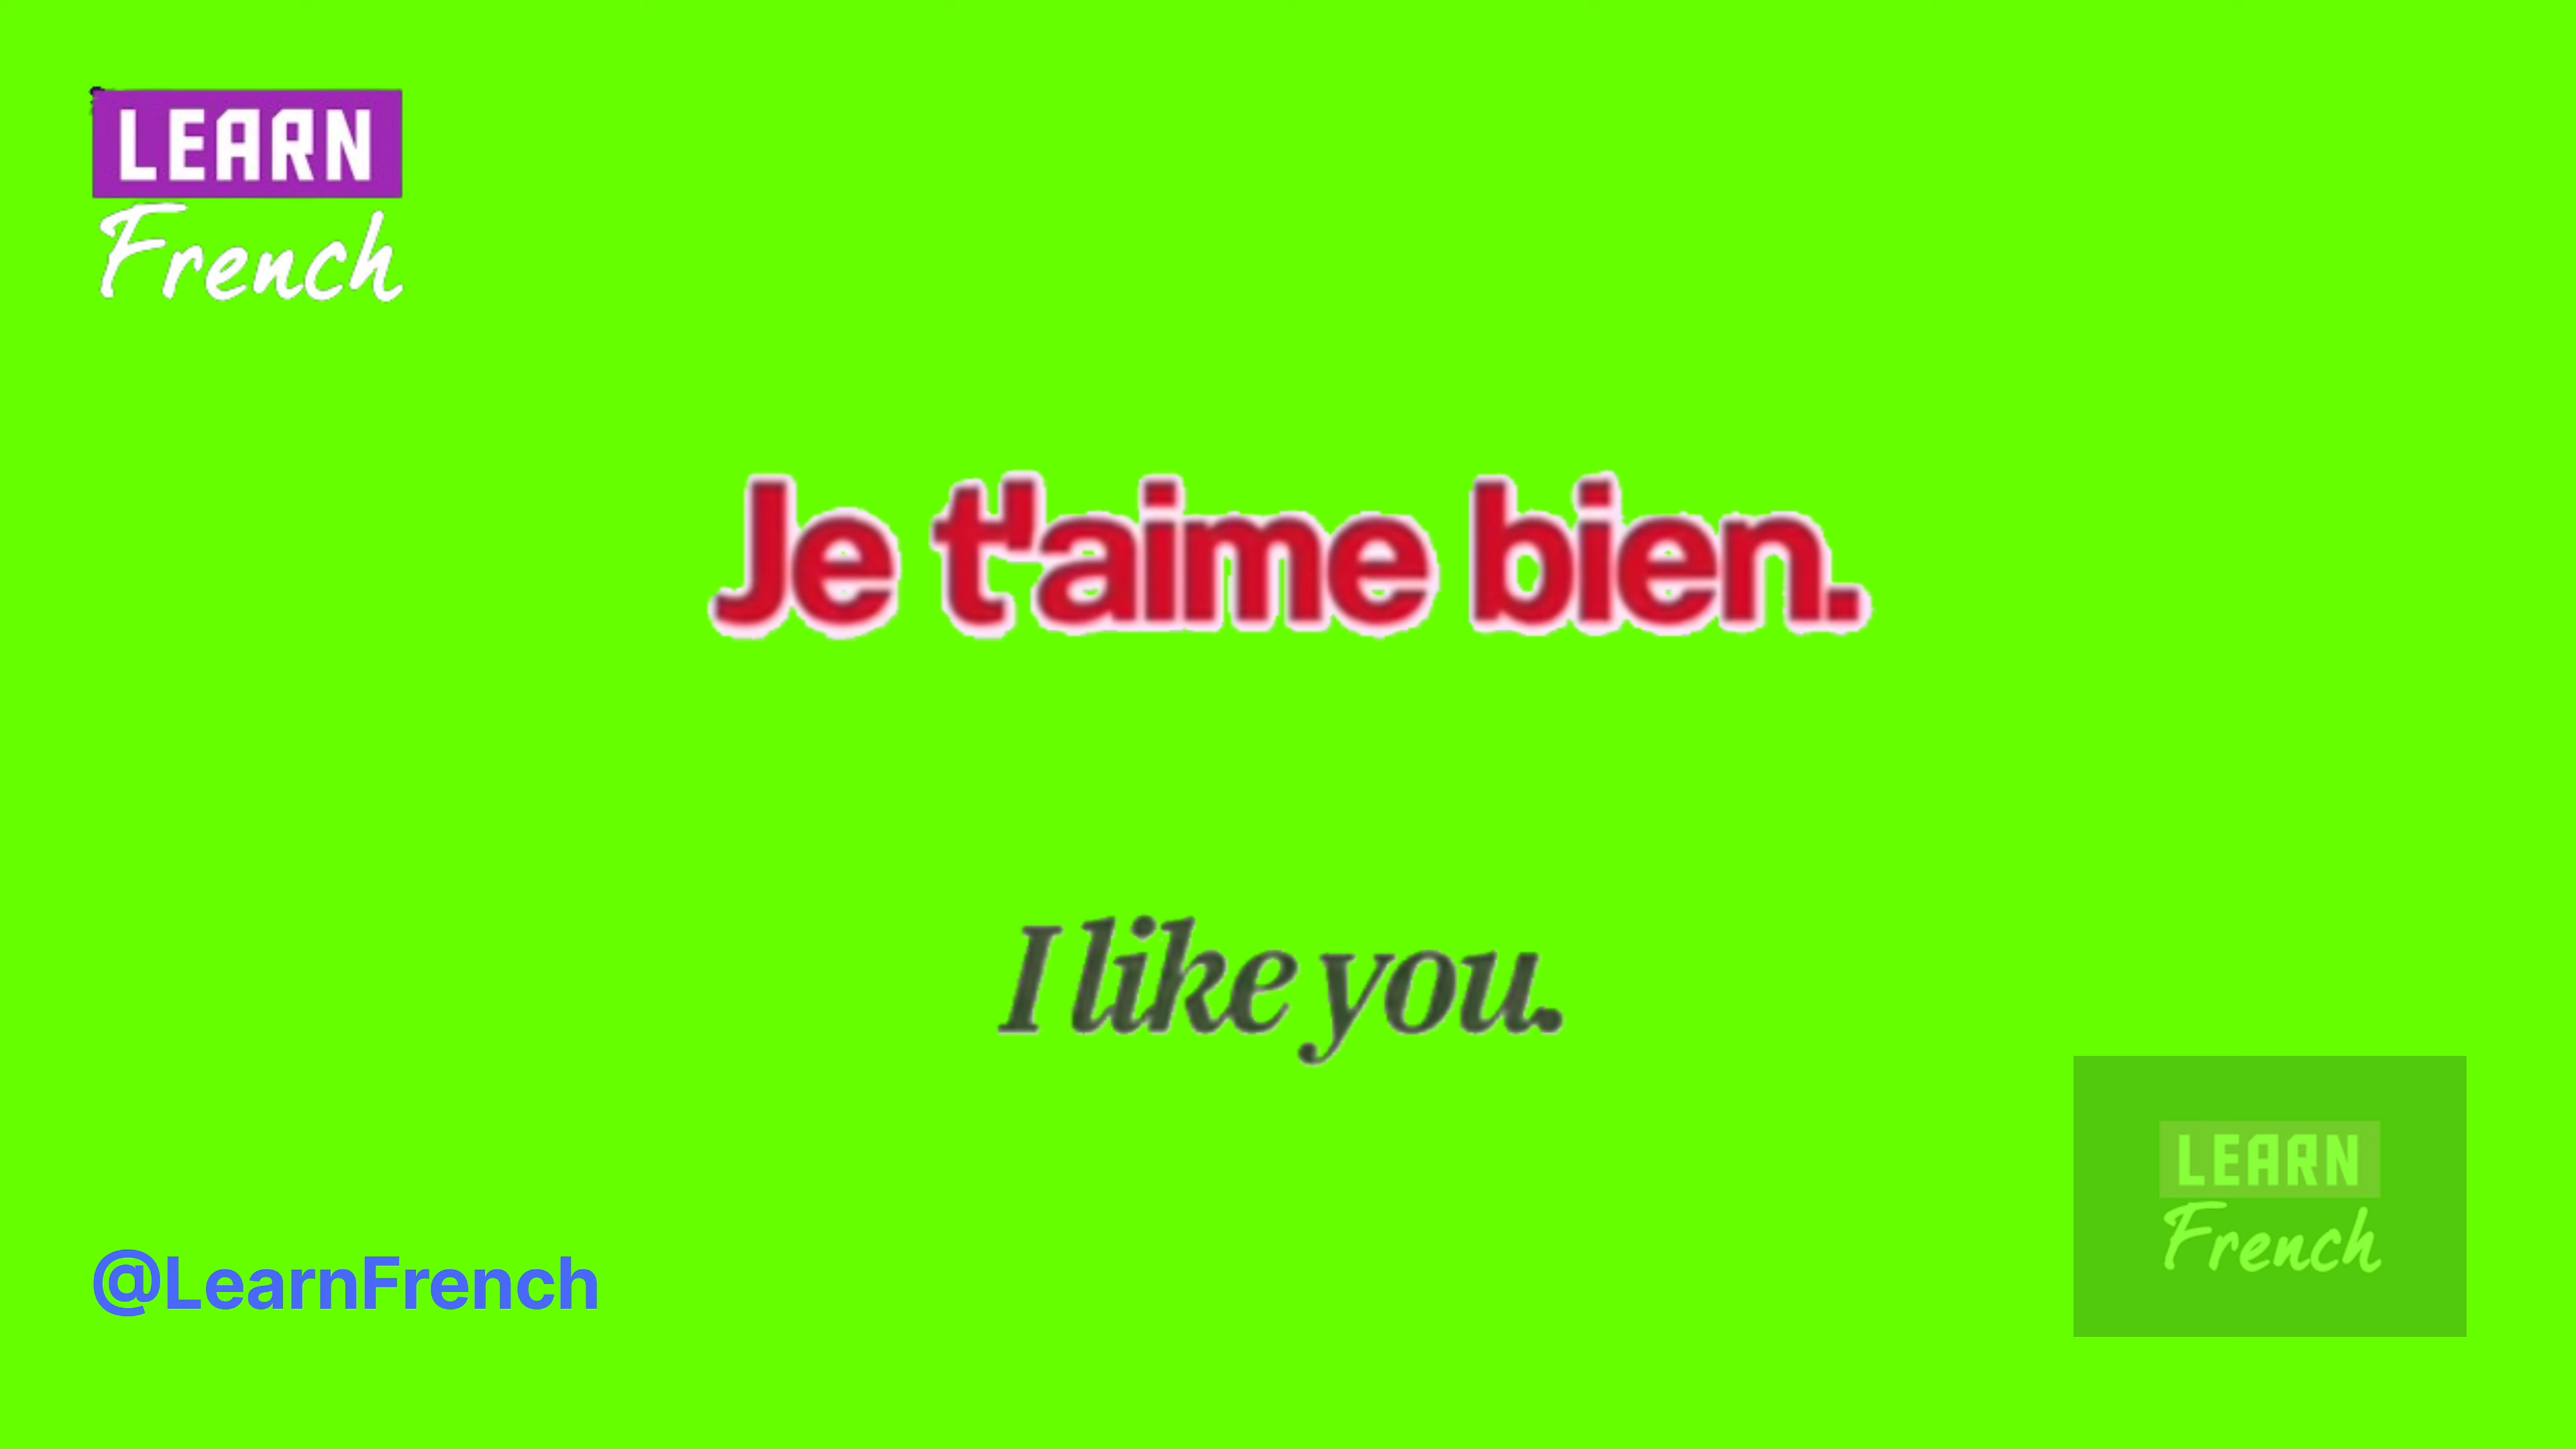 LEARN
French
Je t'aime bien.
I like you.
LEARN
French
@LearnFrench